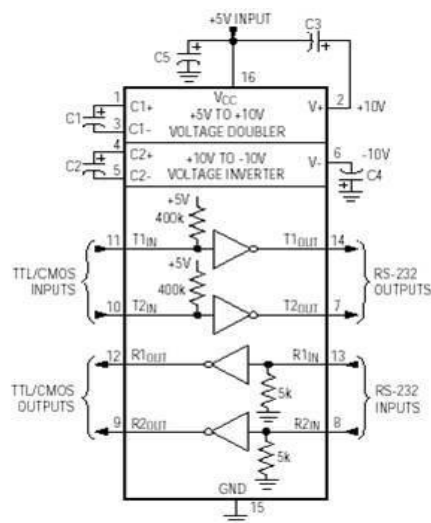 +5V INPUT
C3
C5
16
1
C1+
VCC
V+
2
+10V
C1
+5V TO +10V
3
C1-
VOLTAGE DOUBLER
4
C2+
+10V TO -10V
V-
6
-10V
C2
5
C2-
VOLTAGE INVERTER
C4
+5V
400k
11
T1IN
T1OUT
14
TTL/CMOS
INPUTS
+5V
400k
RS-232
OUTPUTS
10
T2IN
T2OUT
7
12
R1OUT
R1IN
13
TTL/CMOS
OUTPUTS
5k
RS-232
INPUTS
9
R2OUT
R2IN
8
5k
GND
15